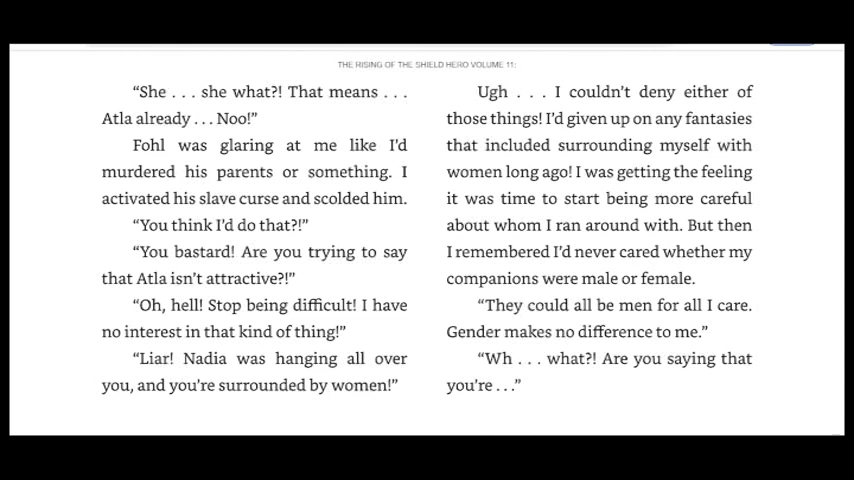 THE RISING OF THE SHIELD HERO VOLUME 11:
“She . . . she what?! That means . . .
Atla already . . . Noo!”
Fohl was glaring at me like I’d
murdered his parents or something. I
activated his slave curse and scolded him.
“You think I’d do that?!”
“You bastard! Are you trying to say
that Atla isn’t attractive?!”
“Oh, hell! Stop being difficult! I have
no interest in that kind of thing!”
“Liar! Nadia was hanging all over
you, and you’re surrounded by women!”
Ugh . . . I couldn’t deny either of
those things! I’d given up on any fantasies
that included surrounding myself with
women long ago! I was getting the feeling
it was time to start being more careful
about whom I ran around with. But then
I remembered I’d never cared whether my
companions were male or female.
“They could all be men for all I care.
Gender makes no difference to me.”
“Wh . . . what?! Are you saying that
you’re . . .”